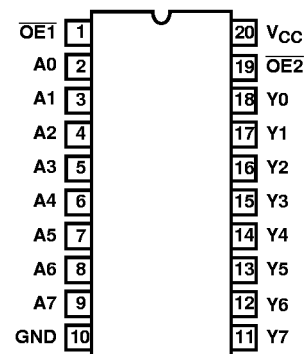 OE1 1 20 VCC
A0 2 19 OE2
A1 3 18 Y0
A2 4 17 Y1
A3 5 16 Y2
A4 6 15 Y3
A5 7 14 Y4
A6 8 13 Y5
A7 9 12 Y6
GND 10 11 Y7